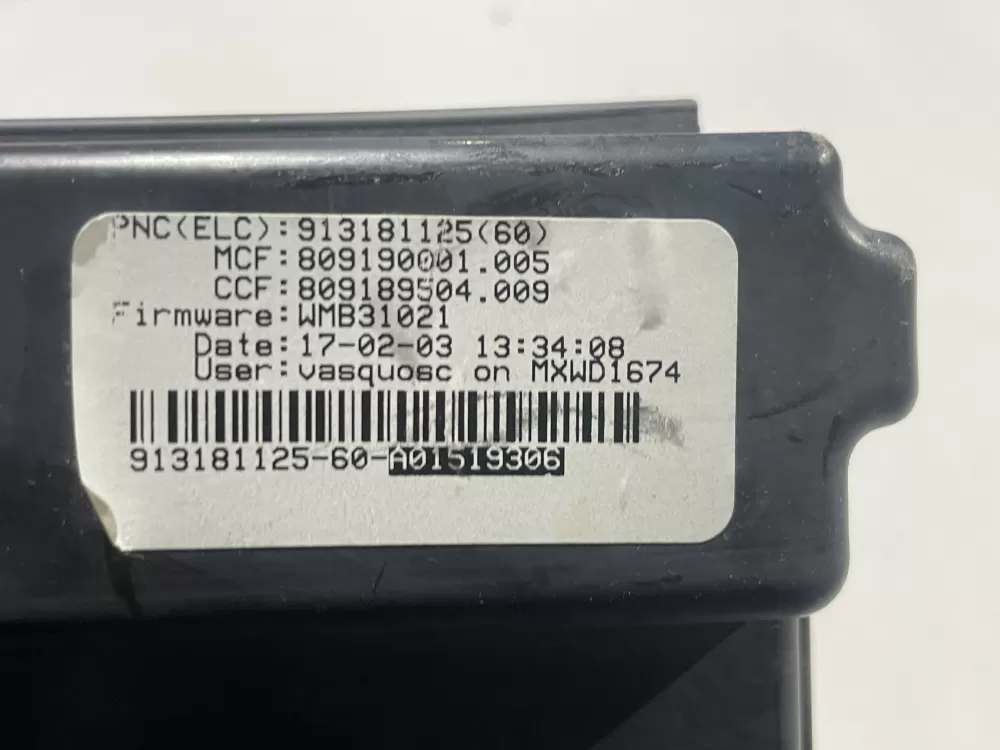 PNC(ELC):913181125(60)
MCF:809190001.005
CCF:809189504.009
Firmware:WMB31021
Date:17-02-03 13:34:08
User:vasquosc on MXWD1674
913181125-60-A01519306